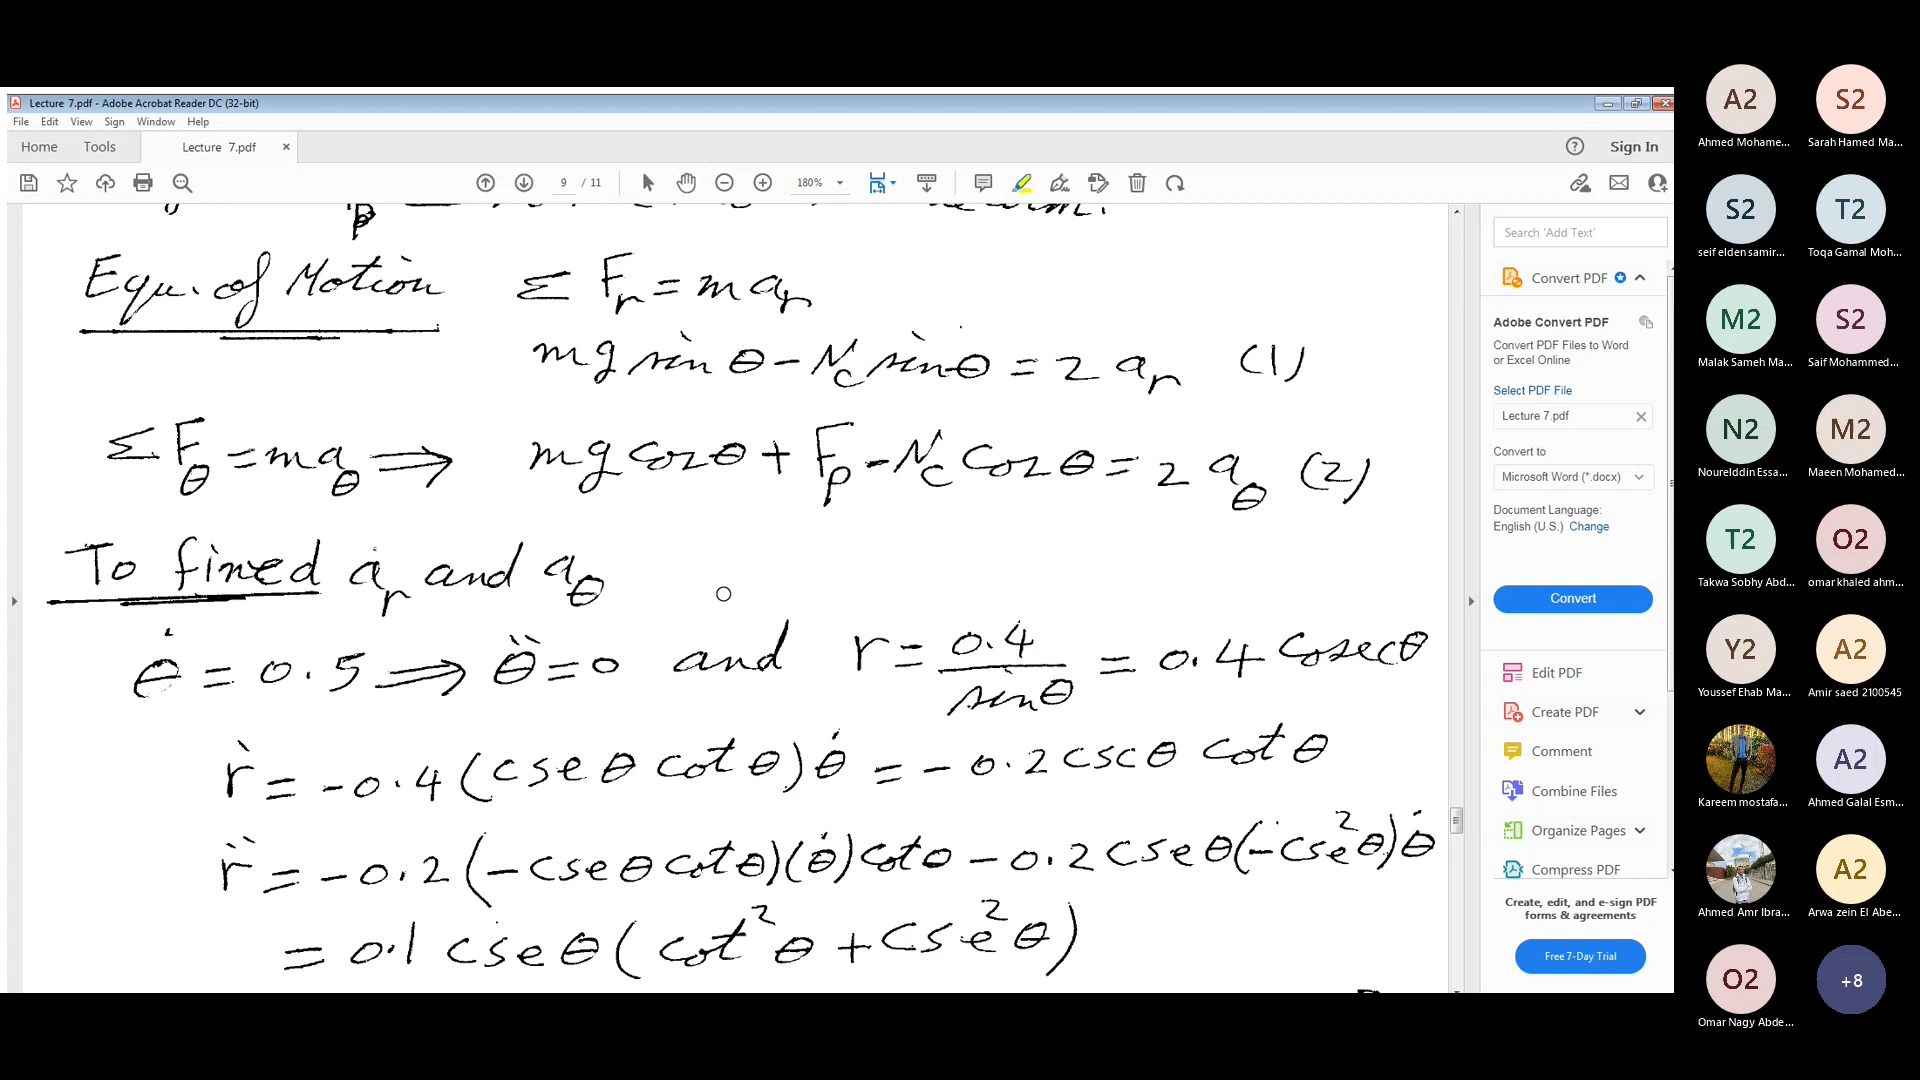 Lecture 7.pdf - Adobe Acrobat Reader DC (32-bit)
File Edit View Sign Window Help
Home Tools Lecture 7.pdf × Sign In
9 / 11 180%
Equ. of Motion Σ Fr = m ar
mg sin θ - Nc sin θ = 2 ar (1)
Σ Fθ = m aθ ⟹ mg cos θ + Fp - Nc cos θ = 2 aθ (2)
To fined ar and aθ
θ̇ = 0.5 ⟹ θ̈ = 0 and r = 0.4 / sin θ = 0.4 cosec θ
ṙ = -0.4 (cse θ cot θ) θ̇ = -0.2 csc θ cot θ
r̈ = -0.2 (-cse θ cot θ)(θ̇) cot θ - 0.2 cse θ (-cse² θ) θ̇
= 0.1 cse θ (cot² θ + cse² θ)
Search 'Add Text'
Convert PDF
Adobe Convert PDF
Convert PDF Files to Word
or Excel Online
Select PDF File
Lecture 7.pdf
Convert to
Microsoft Word (*.docx)
Document Language:
English (U.S.) Change
Convert
Edit PDF
Create PDF
Comment
Combine Files
Organize Pages
Compress PDF
Create, edit, and e-sign PDF
forms & agreements
Free 7-Day Trial
A2 S2
Ahmed Mohame... Sarah Hamed Ma...
S2 T2
seif elden samir... Toqa Gamal Moh...
M2 S2
Malak Sameh Ma... Saif Mohammed...
N2 M2
Nourelddin Essa... Maeen Mohamed...
T2 O2
Takwa Sobhy Abd... omar khaled ahm...
Y2 A2
Youssef Ehab Ma... Amir saed 2100545
A2
Kareem mostafa... Ahmed Galal Esm...
A2
Ahmed Amr Ibra... Arwa zein El Abe...
O2 +8
Omar Nagy Abde...